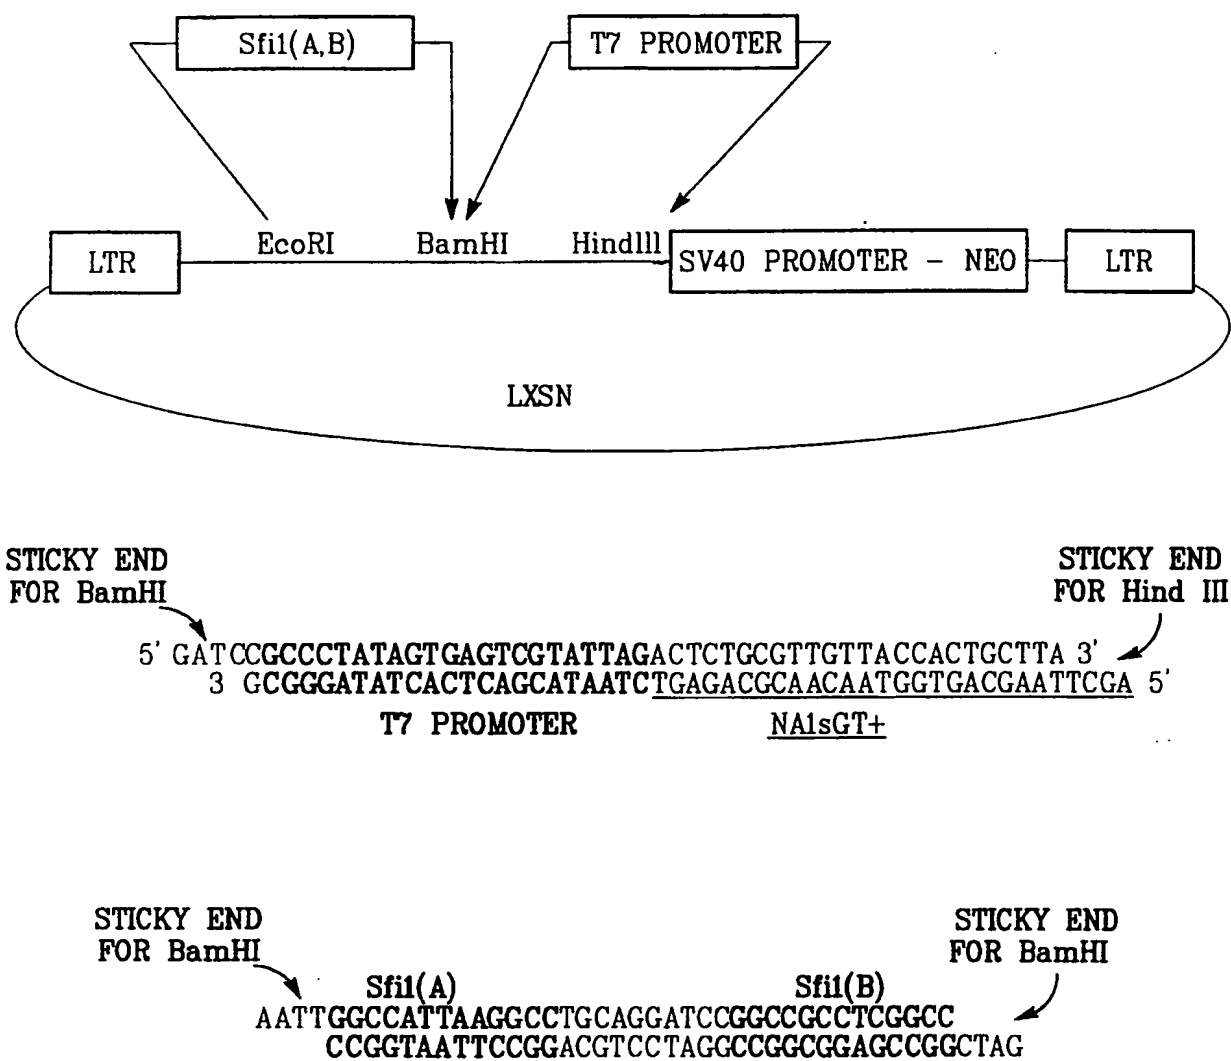 Sfi1(A,B)
T7 PROMOTER
EcoRI
BamHI
HindIII
LTR
SV40 PROMOTER - NEO
LTR
LXSN
STICKY END
FOR BamHI
STICKY END
FOR Hind III
5' GATCCGCCCTATAGTGAGTCGTATTAGACTCTGCGTTGTTACCACTGCTTA 3'
3 GCGGGATATCACTCAGCATAATCTGAGACGCAACAATGGTGACGAATTCGA 5'
T7 PROMOTER
NA1sGT+
STICKY END
FOR BamHI
STICKY END
FOR BamHI
Sfi1(A)
Sfi1(B)
AATTGGCCATTAAGGCCTGCAGGATCCGGCCGCCTCGGCC
CCGGTAATTCCGGACGTCCTAGGCCGGCGGAGCCGGCTAG